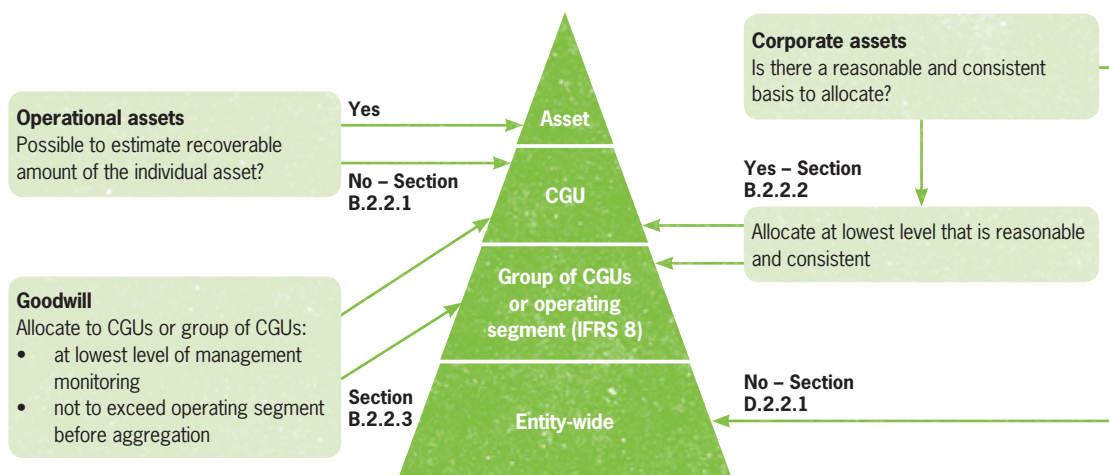 Operational assets
Possible to estimate recoverable
amount of the individual asset?
Yes
No – Section
B.2.2.1
Goodwill
Allocate to CGUs or group of CGUs:
• at lowest level of management
monitoring
• not to exceed operating segment
before aggregation
Section
B.2.2.3
Asset
CGU
Group of CGUs
or operating
segment (IFRS 8)
Entity-wide
Corporate assets
Is there a reasonable and consistent
basis to allocate?
Yes – Section
B.2.2.2
Allocate at lowest level that is reasonable
and consistent
No – Section
D.2.2.1